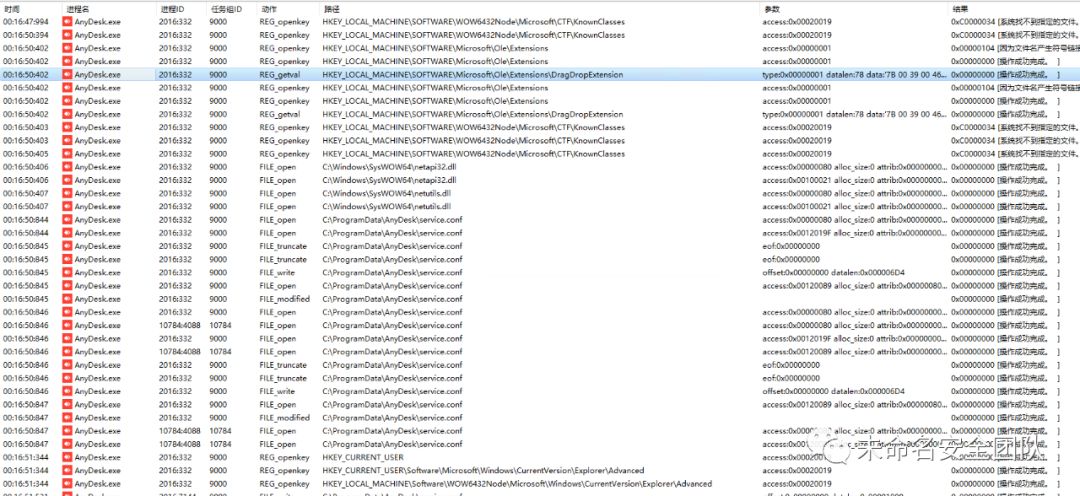 时间 进程名 进程ID 任务组ID 动作 路径 参数 结果
00:16:47:994 AnyDesk.exe 2016:332 9000 REG_openkey HKEY_LOCAL_MACHINE\SOFTWARE\WOW6432Node\Microsoft\CTF\KnownClasses access:0x00020019 0xC0000034 [系统找不到指定的文件。
00:16:50:394 AnyDesk.exe 2016:332 9000 REG_openkey HKEY_LOCAL_MACHINE\SOFTWARE\WOW6432Node\Microsoft\CTF\KnownClasses access:0x00020019 0xC0000034 [系统找不到指定的文件。
00:16:50:402 AnyDesk.exe 2016:332 9000 REG_openkey HKEY_LOCAL_MACHINE\SOFTWARE\WOW6432Node\Microsoft\Ole\Extensions access:0x00000001 0x00000104 [因为文件名产生符号链接
00:16:50:402 AnyDesk.exe 2016:332 9000 REG_openkey HKEY_LOCAL_MACHINE\SOFTWARE\Microsoft\Ole\Extensions access:0x00000001 0x00000000 [操作成功完成。 ]
00:16:50:402 AnyDesk.exe 2016:332 9000 REG_getval HKEY_LOCAL_MACHINE\SOFTWARE\Microsoft\Ole\Extensions\DragDropExtension type:0x00000001 datalen:78 data:'7B 00 39 00 46... 0x00000000 [操作成功完成。 ]
00:16:50:402 AnyDesk.exe 2016:332 9000 REG_openkey HKEY_LOCAL_MACHINE\SOFTWARE\WOW6432Node\Microsoft\Ole\Extensions access:0x00000001 0x00000104 [因为文件名产生符号链接
00:16:50:402 AnyDesk.exe 2016:332 9000 REG_openkey HKEY_LOCAL_MACHINE\SOFTWARE\Microsoft\Ole\Extensions access:0x00000001 0x00000000 [操作成功完成。 ]
00:16:50:402 AnyDesk.exe 2016:332 9000 REG_getval HKEY_LOCAL_MACHINE\SOFTWARE\Microsoft\Ole\Extensions\DragDropExtension type:0x00000001 datalen:78 data:'7B 00 39 00 46... 0x00000000 [操作成功完成。 ]
00:16:50:403 AnyDesk.exe 2016:332 9000 REG_openkey HKEY_LOCAL_MACHINE\SOFTWARE\WOW6432Node\Microsoft\CTF\KnownClasses access:0x00020019 0xC0000034 [系统找不到指定的文件。
00:16:50:403 AnyDesk.exe 2016:332 9000 REG_openkey HKEY_LOCAL_MACHINE\SOFTWARE\WOW6432Node\Microsoft\CTF\KnownClasses access:0x00020019 0xC0000034 [系统找不到指定的文件。
00:16:50:405 AnyDesk.exe 2016:332 9000 REG_openkey HKEY_LOCAL_MACHINE\SOFTWARE\WOW6432Node\Microsoft\CTF\KnownClasses access:0x00020019 0xC0000034 [系统找不到指定的文件。
00:16:50:406 AnyDesk.exe 2016:332 9000 FILE_open C:\Windows\SysWOW64\netapi32.dll access:0x00000080 alloc_size:0 attrib:0x00000000... 0x00000000 [操作成功完成。 ]
00:16:50:406 AnyDesk.exe 2016:332 9000 FILE_open C:\Windows\SysWOW64\netapi32.dll access:0x00100021 alloc_size:0 attrib:0x00000000... 0x00000000 [操作成功完成。 ]
00:16:50:407 AnyDesk.exe 2016:332 9000 FILE_open C:\Windows\SysWOW64\netutils.dll access:0x00000080 alloc_size:0 attrib:0x00000000... 0x00000000 [操作成功完成。 ]
00:16:50:407 AnyDesk.exe 2016:332 9000 FILE_open C:\Windows\SysWOW64\netutils.dll access:0x00100021 alloc_size:0 attrib:0x00000000... 0x00000000 [操作成功完成。 ]
00:16:50:844 AnyDesk.exe 2016:332 9000 FILE_open C:\ProgramData\AnyDesk\service.conf access:0x00000080 alloc_size:0 attrib:0x00000000... 0x00000000 [操作成功完成。 ]
00:16:50:844 AnyDesk.exe 2016:332 9000 FILE_open C:\ProgramData\AnyDesk\service.conf access:0x0012019F alloc_size:0 attrib:0x00000000... 0x00000000 [操作成功完成。 ]
00:16:50:845 AnyDesk.exe 2016:332 9000 FILE_truncate C:\ProgramData\AnyDesk\service.conf eof:0x00000000 0x00000000 [操作成功完成。 ]
00:16:50:845 AnyDesk.exe 2016:332 9000 FILE_truncate C:\ProgramData\AnyDesk\service.conf eof:0x00000000 0x00000000 [操作成功完成。 ]
00:16:50:845 AnyDesk.exe 2016:332 9000 FILE_write C:\ProgramData\AnyDesk\service.conf offset:0x00000000 datalen:0x000006D4 0x00000000 [操作成功完成。 ]
00:16:50:845 AnyDesk.exe 2016:332 9000 FILE_open C:\ProgramData\AnyDesk\service.conf access:0x00120089 alloc_size:0 attrib:0x00000000... 0x00000000 [操作成功完成。 ]
00:16:50:845 AnyDesk.exe 2016:332 9000 FILE_modified C:\ProgramData\AnyDesk\service.conf 0x00000000 [操作成功完成。 ]
00:16:50:846 AnyDesk.exe 2016:332 9000 FILE_open C:\ProgramData\AnyDesk\service.conf access:0x00000080 alloc_size:0 attrib:0x00000000... 0x00000000 [操作成功完成。 ]
00:16:50:846 AnyDesk.exe 10784:4088 10784 FILE_open C:\ProgramData\AnyDesk\service.conf access:0x00000080 alloc_size:0 attrib:0x00000000... 0x00000000 [操作成功完成。 ]
00:16:50:846 AnyDesk.exe 2016:332 9000 FILE_open C:\ProgramData\AnyDesk\service.conf access:0x0012019F alloc_size:0 attrib:0x00000000... 0x00000000 [操作成功完成。 ]
00:16:50:846 AnyDesk.exe 10784:4088 10784 FILE_open C:\ProgramData\AnyDesk\service.conf access:0x00120089 alloc_size:0 attrib:0x00000000... 0x00000000 [操作成功完成。 ]
00:16:50:846 AnyDesk.exe 2016:332 9000 FILE_truncate C:\ProgramData\AnyDesk\service.conf eof:0x00000000 0x00000000 [操作成功完成。 ]
00:16:50:846 AnyDesk.exe 2016:332 9000 FILE_truncate C:\ProgramData\AnyDesk\service.conf eof:0x00000000 0x00000000 [操作成功完成。 ]
00:16:50:846 AnyDesk.exe 2016:332 9000 FILE_write C:\ProgramData\AnyDesk\service.conf offset:0x00000000 datalen:0x000006D4 0x00000000 [操作成功完成。 ]
00:16:50:847 AnyDesk.exe 2016:332 9000 FILE_open C:\ProgramData\AnyDesk\service.conf access:0x00120089 alloc_size:0 attrib:0x00000080... 0x00000000 [操作成功完成。 ]
00:16:50:847 AnyDesk.exe 2016:332 9000 FILE_modified C:\ProgramData\AnyDesk\service.conf 0x00000000 [操作成功完成。 ]
00:16:50:847 AnyDesk.exe 10784:4088 10784 FILE_open C:\ProgramData\AnyDesk\service.conf access:0x00000080 alloc_size:0 [操作成功完成。 ]
00:16:50:847 AnyDesk.exe 10784:4088 10784 FILE_open C:\ProgramData\AnyDesk\service.conf
00:16:51:344 AnyDesk.exe 2016:332 9000 REG_openkey HKEY_CURRENT_USER
00:16:51:344 AnyDesk.exe 2016:332 9000 REG_openkey HKEY_CURRENT_USER\Software\Microsoft\Windows\CurrentVersion\Explorer\Advanced access:0x00020019 0x00000000 [操作成功完成。 ]
00:16:51:344 AnyDesk.exe 2016:332 9000 REG_openkey HKEY_LOCAL_MACHINE\Software\WOW6432Node\Microsoft\Windows\CurrentVersion\Explorer\Advanced access:0x00020019 0x00000000 [操作成功完成。 ]
未命名安全团队